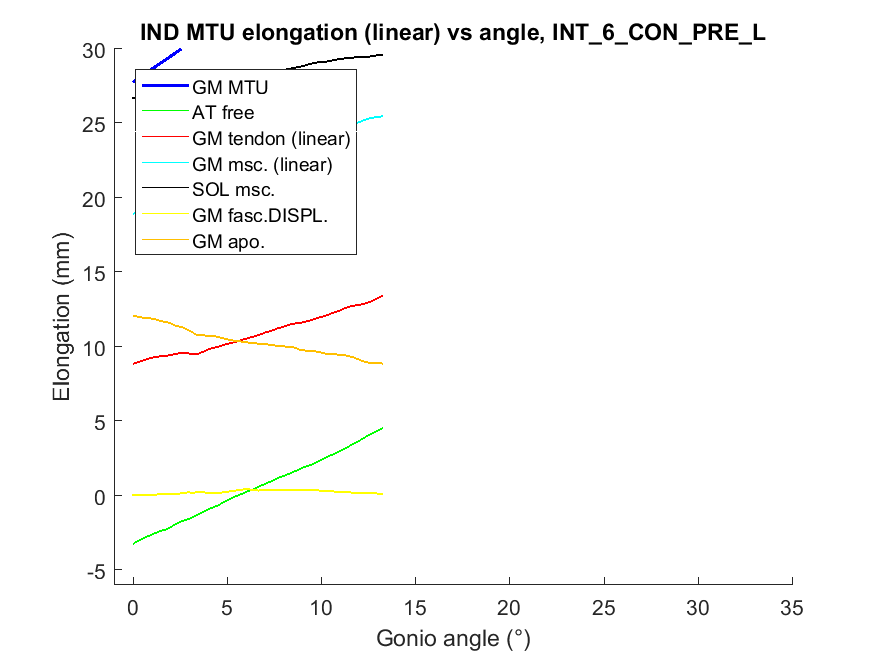 IND MTU elongation (linear) vs angle, INT_6_CON_PRE_L
30
25
20
15
10
5
0
-5
Elongation (mm)
GM MTU
AT free
GM tendon (linear)
GM msc. (linear)
SOL msc.
GM fasc.DISPL.
GM apo.
0 5 10 15 20 25 30 35
Gonio angle (°)